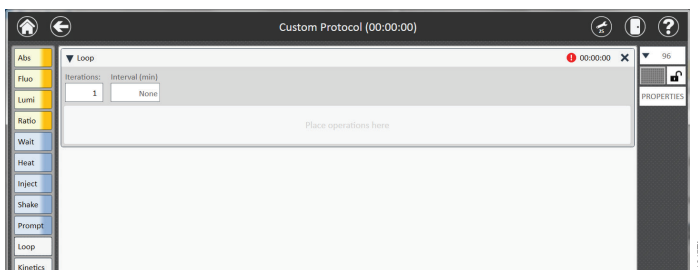 Custom Protocol (00:00:00)
25
?
Abs
Fluo
Lumi
Ratio
Wait
Heat
Inject
Shake
Prompt
Loop
Kinetics
Loop
! 00:00:00 X
Iterations: Interval (min)
1 None
Place operations here
96
PROPERTIES